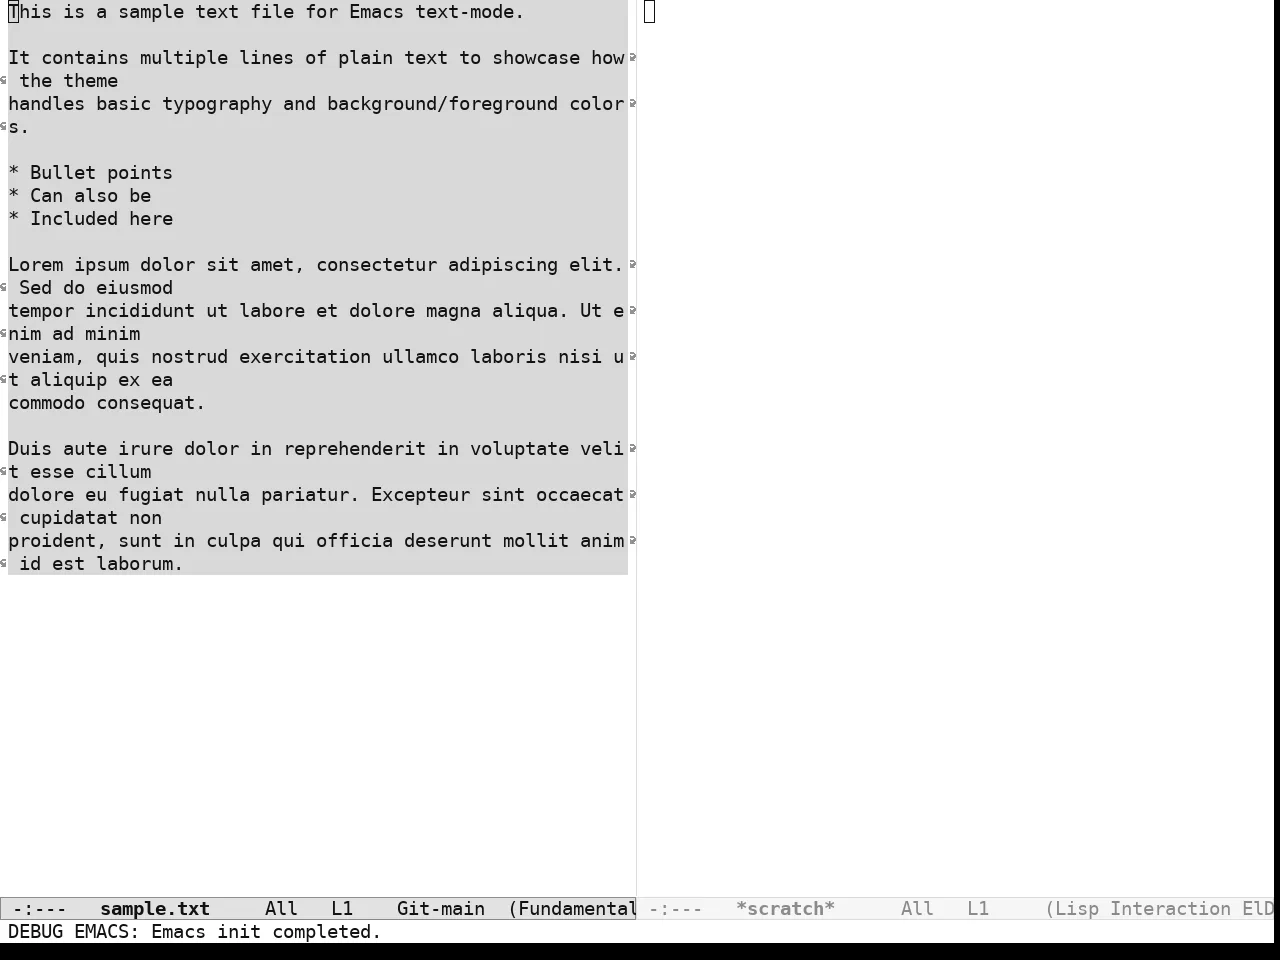 This is a sample text file for Emacs text-mode.
It contains multiple lines of plain text to showcase how
 the theme
handles basic typography and background/foreground color
s.
* Bullet points
* Can also be
* Included here
Lorem ipsum dolor sit amet, consectetur adipiscing elit.
 Sed do eiusmod
tempor incididunt ut labore et dolore magna aliqua. Ut e
nim ad minim
veniam, quis nostrud exercitation ullamco laboris nisi u
t aliquip ex ea
commodo consequat.
Duis aute irure dolor in reprehenderit in voluptate veli
t esse cillum
dolore eu fugiat nulla pariatur. Excepteur sint occaecat
 cupidatat non
proident, sunt in culpa qui officia deserunt mollit anim
 id est laborum.
-:---   sample.txt     All   L1    Git-main  (Fundamental
-:---   *scratch*      All   L1     (Lisp Interaction ElD
DEBUG EMACS: Emacs init completed.